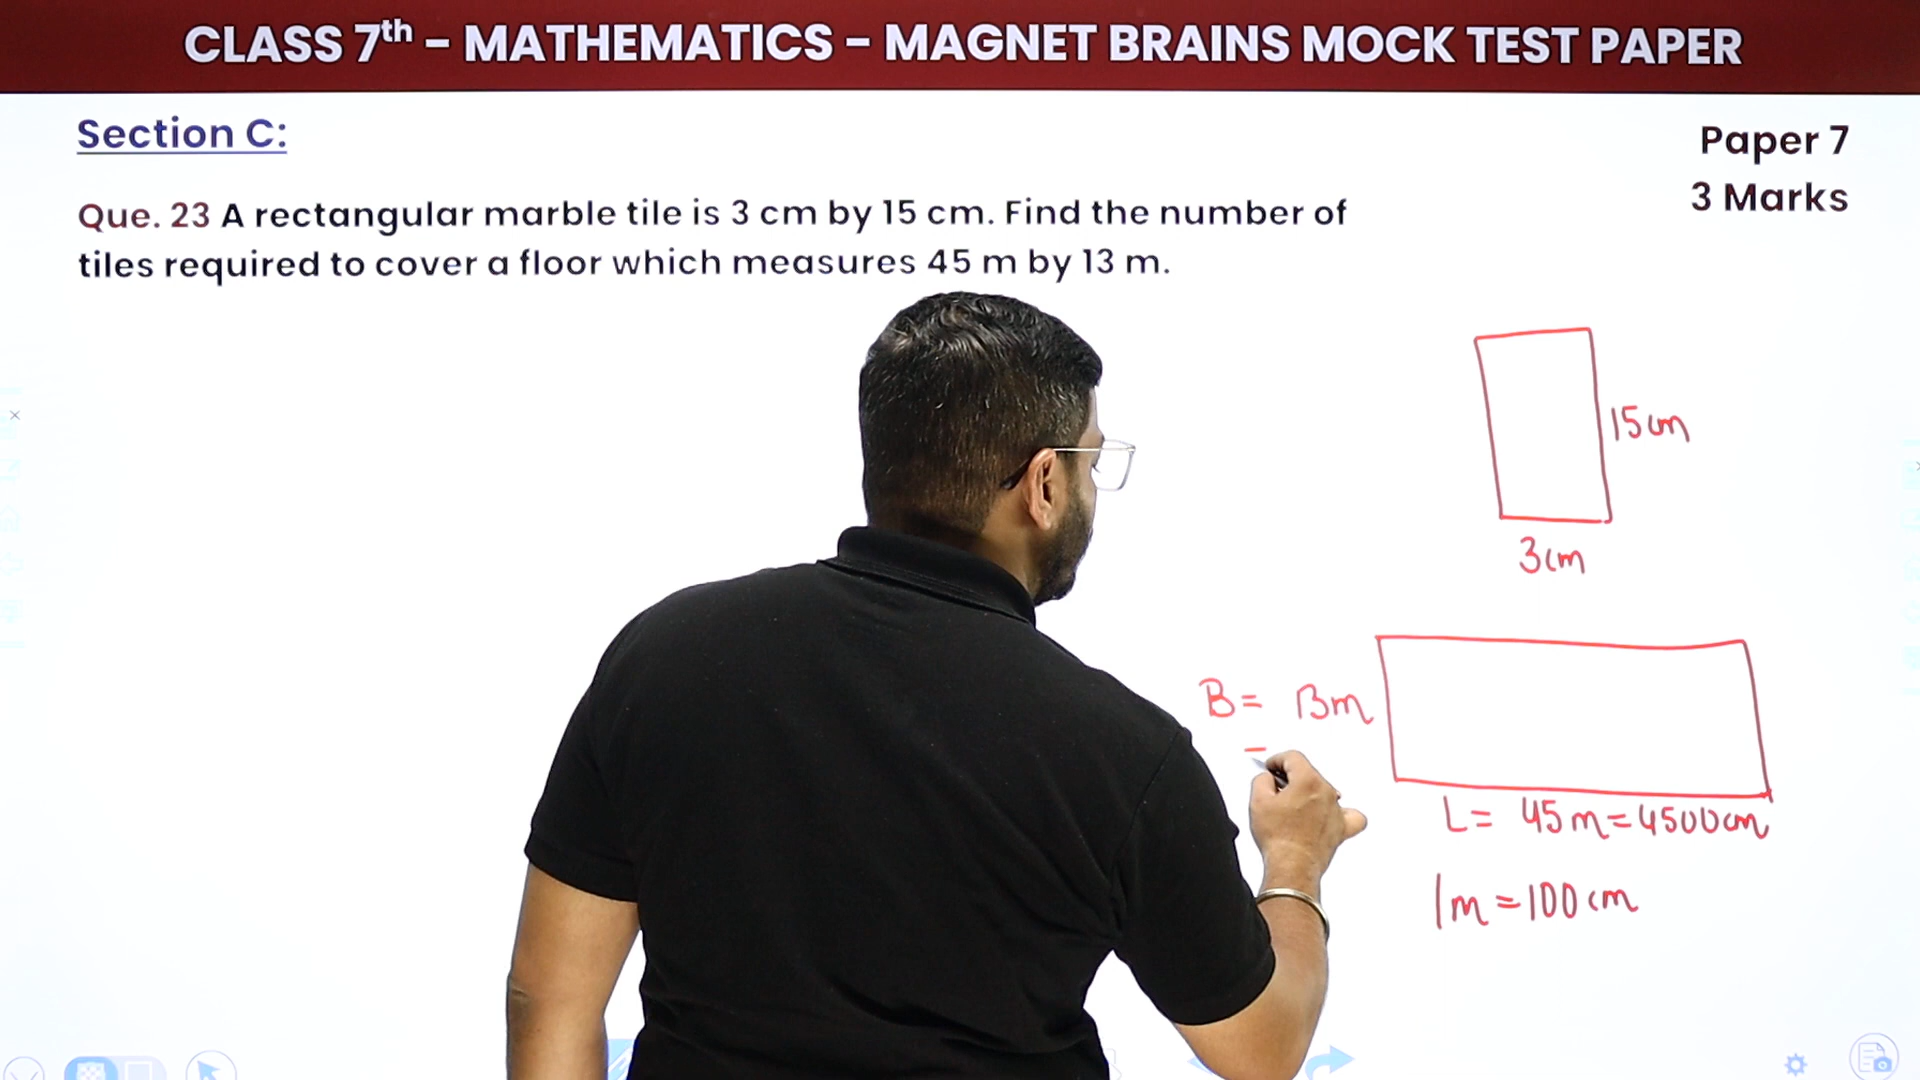 CLASS 7th – MATHEMATICS – MAGNET BRAINS MOCK TEST PAPER
Section C:
Paper 7
3 Marks
Que. 23 A rectangular marble tile is 3 cm by 15 cm. Find the number of
tiles required to cover a floor which measures 45 m by 13 m.
15cm
3cm
B= 13m
=
L= 45m=4500cm
1m=100cm